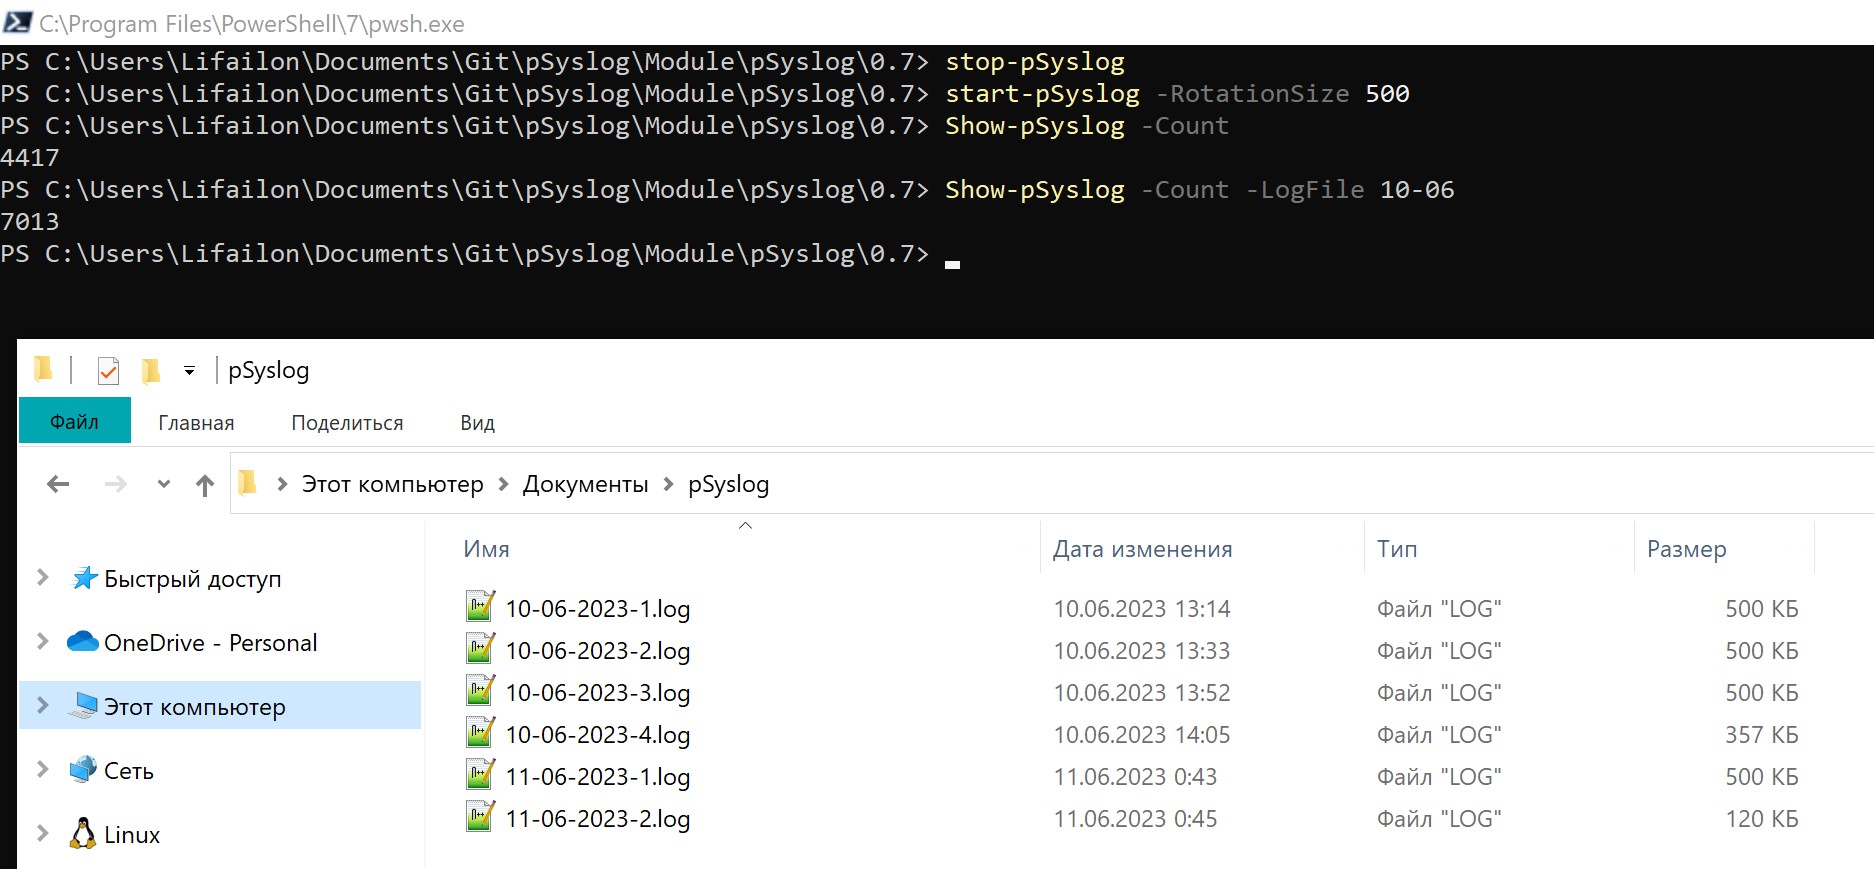 C:\Program Files\PowerShell\7\pwsh.exe
PS C:\Users\Lifailon\Documents\Git\pSyslog\Module\pSyslog\0.7> stop-pSyslog
PS C:\Users\Lifailon\Documents\Git\pSyslog\Module\pSyslog\0.7> start-pSyslog -RotationSize 500
PS C:\Users\Lifailon\Documents\Git\pSyslog\Module\pSyslog\0.7> Show-pSyslog -Count
4417
PS C:\Users\Lifailon\Documents\Git\pSyslog\Module\pSyslog\0.7> Show-pSyslog -Count -LogFile 10-06
7013
PS C:\Users\Lifailon\Documents\Git\pSyslog\Module\pSyslog\0.7>
pSyslog
Файл Главная Поделиться Вид
Этот компьютер Документы pSyslog
Имя Дата изменения Тип Размер
Быстрый доступ
OneDrive - Personal
Этот компьютер
Сеть
Linux
10-06-2023-1.log 10.06.2023 13:14 Файл "LOG" 500 КБ
10-06-2023-2.log 10.06.2023 13:33 Файл "LOG" 500 КБ
10-06-2023-3.log 10.06.2023 13:52 Файл "LOG" 500 КБ
10-06-2023-4.log 10.06.2023 14:05 Файл "LOG" 357 КБ
11-06-2023-1.log 11.06.2023 0:43 Файл "LOG" 500 КБ
11-06-2023-2.log 11.06.2023 0:45 Файл "LOG" 120 КБ